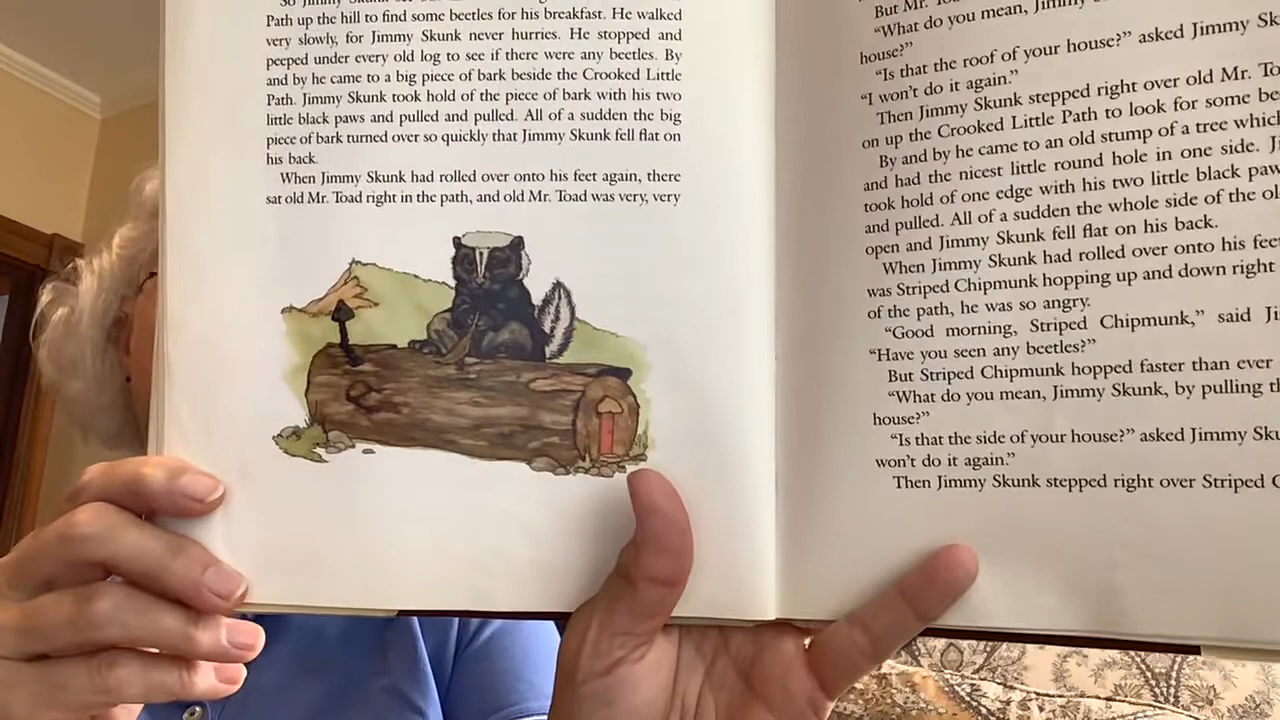 Path up the hill to find some beetles for his breakfast. He walked
very slowly, for Jimmy Skunk never hurries. He stopped and
peeped under every old log to see if there were any beetles. By
and by he came to a big piece of bark beside the Crooked Little
Path. Jimmy Skunk took hold of the piece of bark with his two
little black paws and pulled and pulled. All of a sudden the big
piece of bark turned over so quickly that Jimmy Skunk fell flat on
his back.
When Jimmy Skunk had rolled over onto his feet again, there
sat old Mr. Toad right in the path, and old Mr. Toad was very, very
But Mr.
"What do you mean, Jimmy
house?"
"Is that the roof of your house?" asked Jimmy
"I won't do it again."
Then Jimmy Skunk stepped right over old Mr.
on up the Crooked Little Path to look for some
By and by he came to an old stump of a tree
and had the nicest little round hole in one side.
took hold of one edge with his two little black
and pulled. All of a sudden the whole side of the
open and Jimmy Skunk fell flat on his back.
When Jimmy Skunk had rolled over onto his
was Striped Chipmunk hopping up and down right
of the path, he was so angry.
"Good morning, Striped Chipmunk," said
"Have you seen any beetles?"
But Striped Chipmunk hopped faster than ever
"What do you mean, Jimmy Skunk, by pulling
house?"
"Is that the side of your house?" asked Jimmy
won't do it again."
Then Jimmy Skunk stepped right over Striped